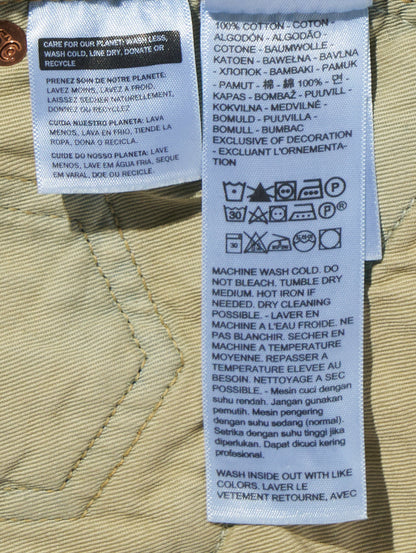 CARE FOR OUR PLANET: WASH LESS,
WASH COLD, LINE DRY, DONATE OR
RECYCLE
PRENEZ SOIN DE NOTRE PLANETE:
LAVEZ MOINS, LAVEZ A FROID,
LAISSEZ SECHER NATURELLEMENT,
DONNEZ OU RECYCLEZ
CUIDA NUESTRO PLANETA: LAVA
MENOS, LAVA EN FRIO, TIENDE LA
ROPA, DONA O RECICLA.
CUIDE DO NOSSO PLANETA: LAVE
MENOS, LAVE EM ÁGUA FRIA, SEQUE
EM VARAL, DOE OU RECICLE.
100% COTTON - COTON -
ALGODÓN - ALGODÃO -
COTONE - BAUMWOLLE -
KATOEN - BAWEŁNA - BAVLNA
- ХЛОПОК - BAMBAKI - PAMUK
- PAMUT - 棉 - 綿 100% - 면 -
KAPAS - BOMBAŽ - PUUVILLA -
KOKVILNA - MEDVILNĖ -
BOMULD - PUUVILLA -
BOMULL - BUMBAC
EXCLUSIVE OF DECORATION
- EXCLUANT L'ORNEMENTA-
TION
P
30
P
30
MACHINE WASH COLD. DO
NOT BLEACH. TUMBLE DRY
MEDIUM. HOT IRON IF
NEEDED. DRY CLEANING
POSSIBLE. - LAVER EN
MACHINE A L'EAU FROIDE. NE
PAS BLANCHIR. SECHER EN
MACHINE A TEMPERATURE
MOYENNE. REPASSER A
TEMPERATURE ELEVEE AU
BESOIN. NETTOYAGE A SEC
POSSIBLE. - Mesin cuci dengan
suhu rendah. Jangan gunakan
pemutih. Mesin pengering
dengan suhu sedang (normal).
Setrika dengan suhu tinggi jika
diperlukan. Dapat dicuci kering
profesional.
WASH INSIDE OUT WITH LIKE
COLORS. LAVER LE
VETEMENT RETOURNE, AVEC